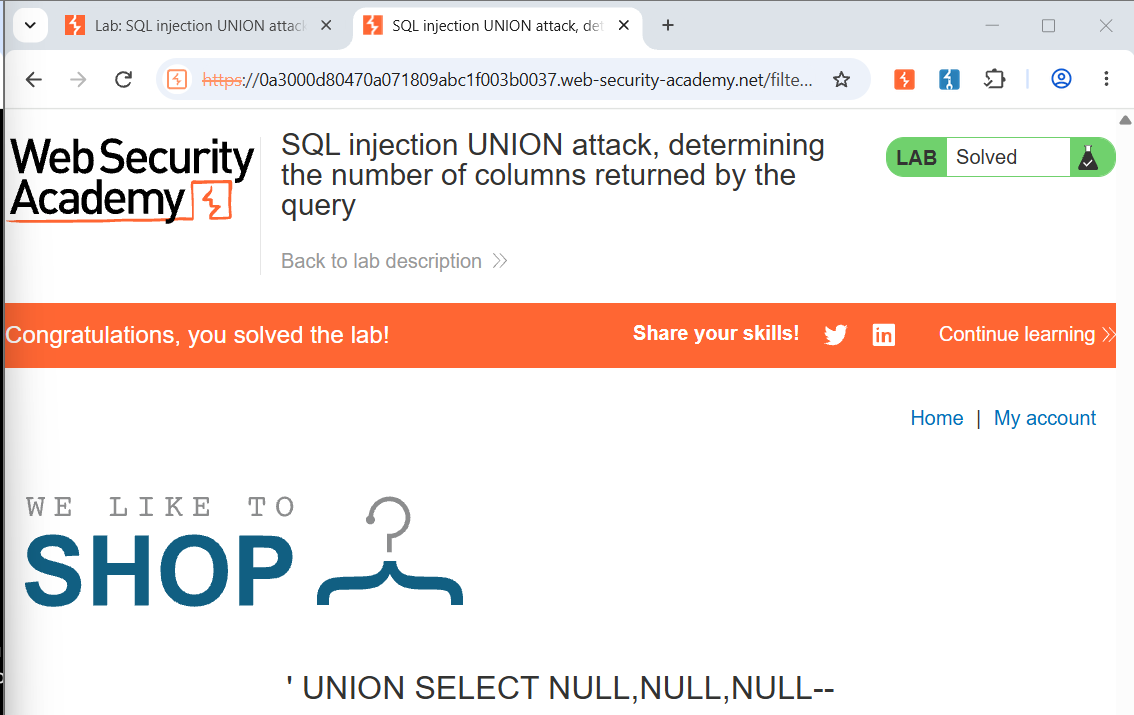 Lab: SQL injection UNION attack
SQL injection UNION attack, det
https://0a3000d80470a071809abc1f003b0037.web-security-academy.net/filte...
Web Security
Academy
SQL injection UNION attack, determining
the number of columns returned by the
query
LAB Solved
Back to lab description
Congratulations, you solved the lab!
Share your skills!
Continue learning
Home | My account
WE LIKE TO
SHOP
' UNION SELECT NULL,NULL,NULL--